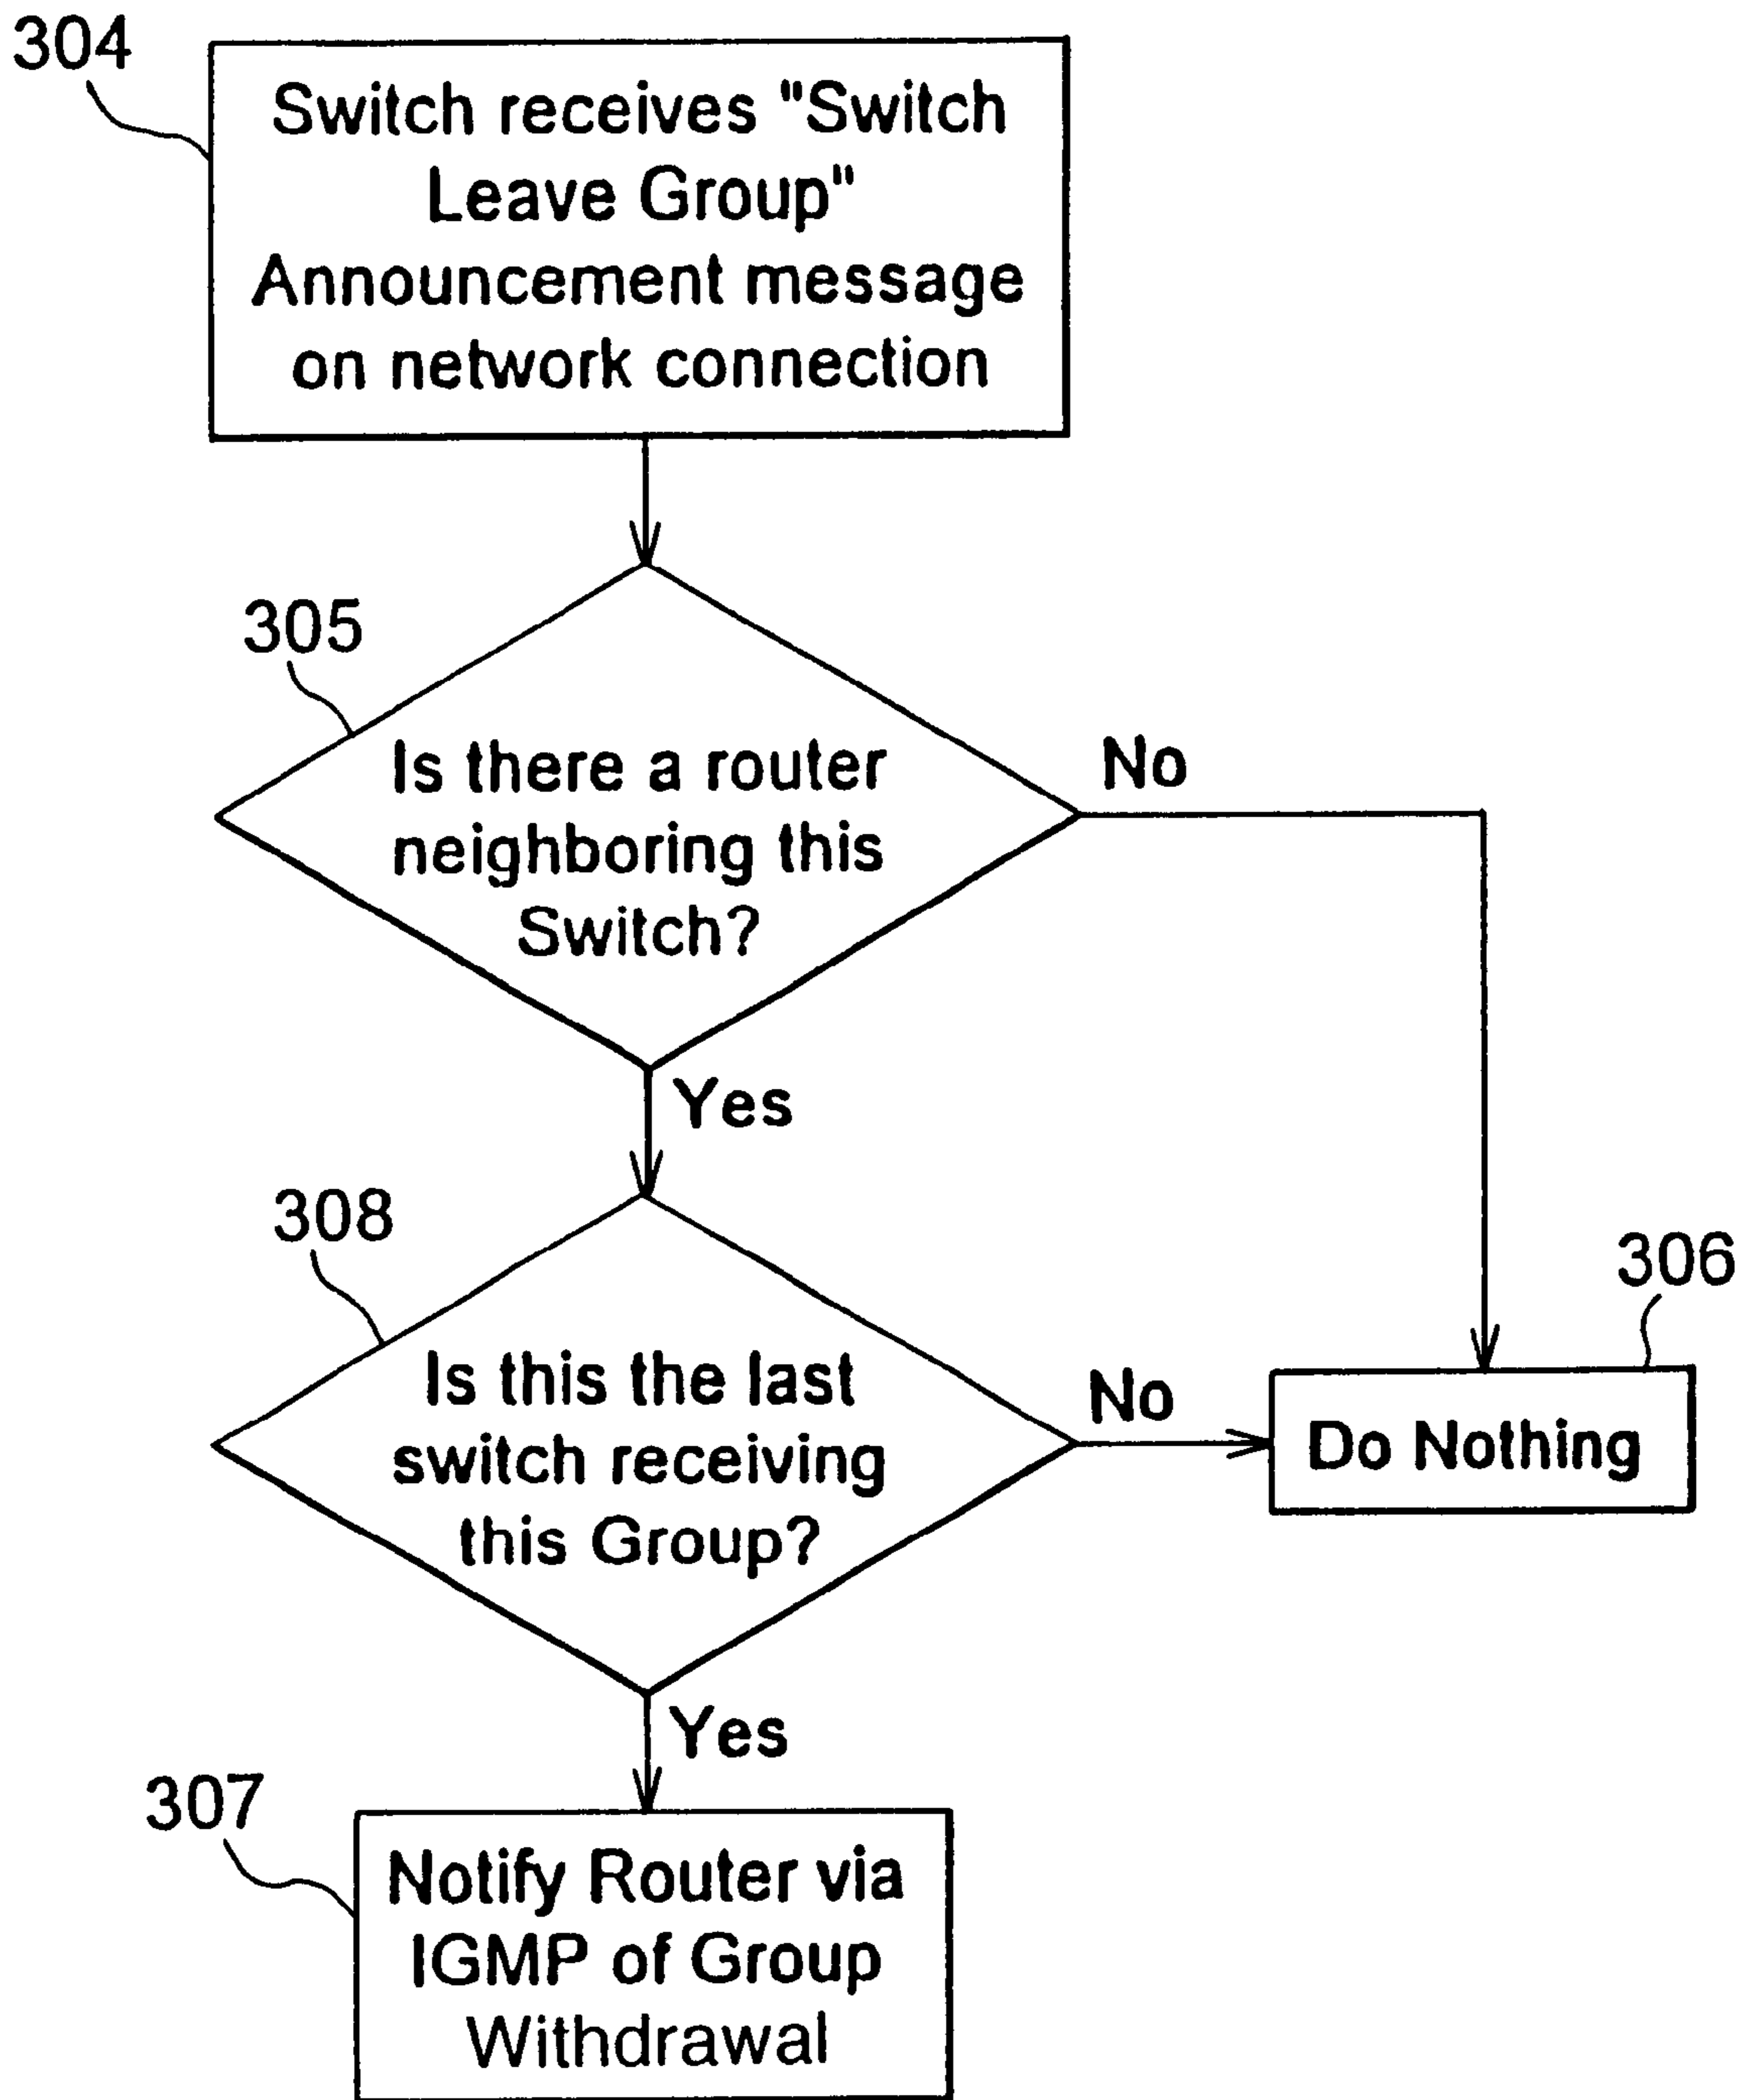 304
Switch receives "Switch
Leave Group"
Announcement message
on network connection
305
Is there a router
neighboring this
Switch?
No
Yes
308
Is this the last
switch receiving
this Group?
No
306
Do Nothing
Yes
307
Notify Router via
IGMP of Group
Withdrawal